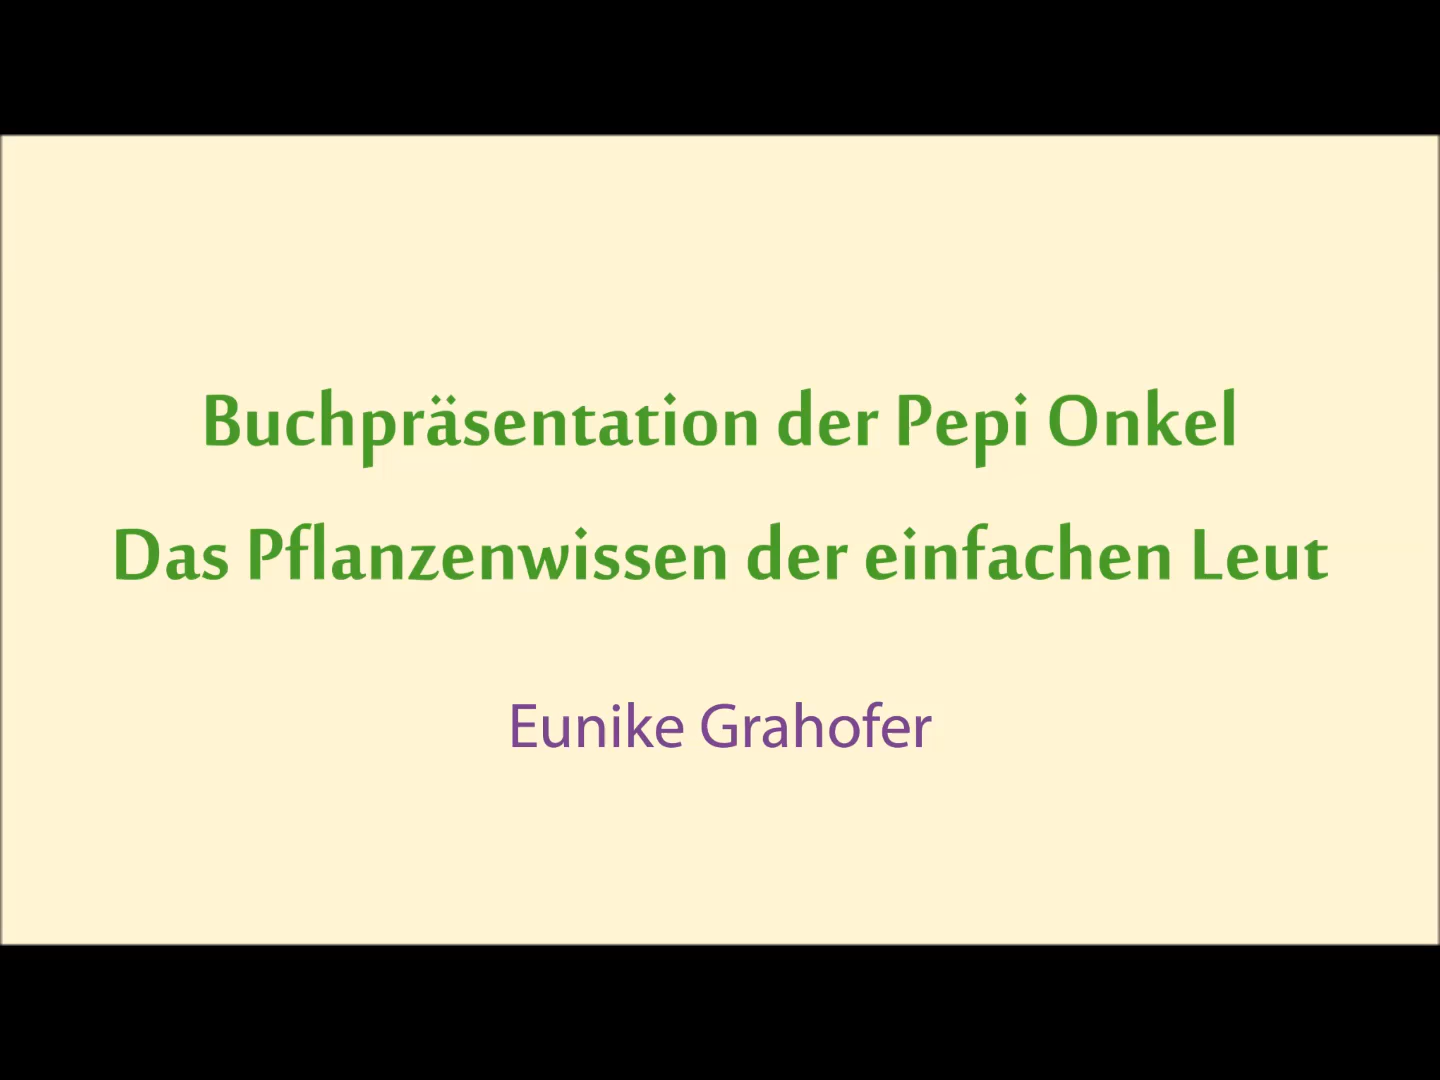 Buchpräsentation der Pepi Onkel
Das Pflanzenwissen der einfachen Leut
Eunike Grahofer